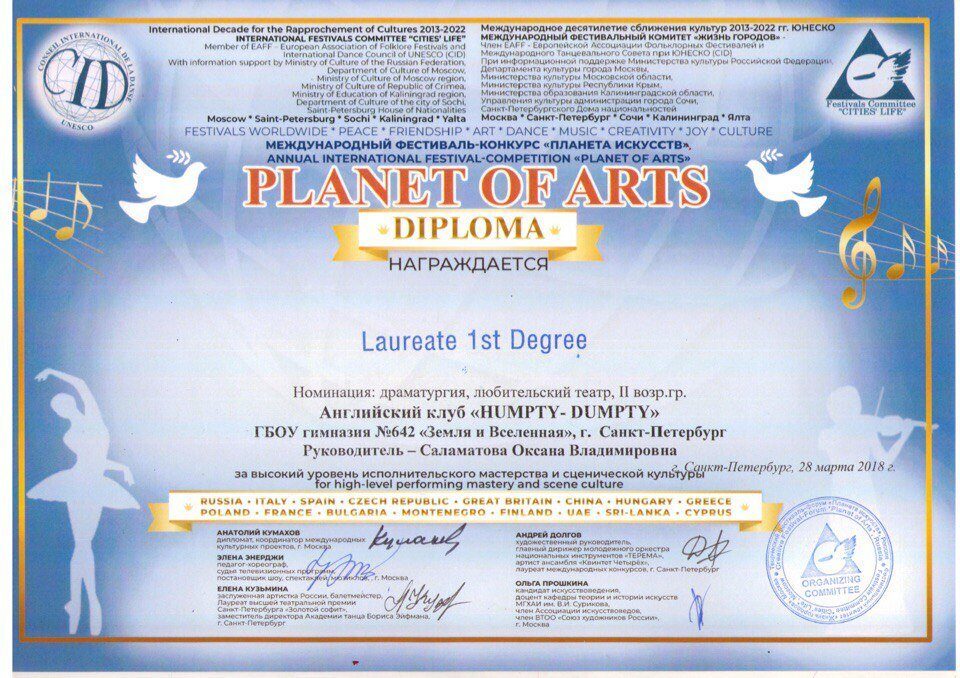 International Decade for the Rapprochement of Cultures 2013-2022
INTERNATIONAL FESTIVALS COMMITTEE "CITIES' LIFE"
Member of EAFF - European Association of Folklore Festivals and
International Dance Council of UNESCO (CID)
With information support by Ministry of Culture of the Russian Federation,
Department of Culture of Moscow,
Ministry of Culture of Moscow region,
Ministry of Culture of Republic of Crimea,
Ministry of Education of Kaliningrad region,
Department of Culture of the city of Sochi,
Saint-Petersburg House of Nationalities
Moscow * Saint-Petersburg * Sochi * Kaliningrad * Yalta
Международное десятилетие сближения культур 2013-2022 гг. ЮНЕСКО
МЕЖДУНАРОДНЫЙ ФЕСТИВАЛЬНЫЙ КОМИТЕТ «ЖИЗНЬ ГОРОДОВ» -
Член EAFF - Европейской Ассоциации Фольклорных Фестивалей и
Международного Танцевального Совета при ЮНЕСКО (CID)
При информационной поддержке Министерства культуры Российской Федерации,
Департамента культуры города Москвы,
Министерства культуры Московской области,
Министерства культуры Республики Крым,
Министерства образования Калининградской области,
Управления культуры администрации города Сочи,
Санкт-Петербургского Дома национальностей
Москва * Санкт-Петербург * Сочи * Калининград * Ялта
CONSEIL INTERNATIONAL DE LA DANSE
CID
UNESCO
Festivals Committee
"CITIES' LIFE"
FESTIVALS WORLDWIDE * PEACE * FRIENDSHIP * ART * DANCE * MUSIC * CREATIVITY * JOY * CULTURE
МЕЖДУНАРОДНЫЙ ФЕСТИВАЛЬ-КОНКУРС «ПЛАНЕТА ИСКУССТВ»,
ANNUAL INTERNATIONAL FESTIVAL-COMPETITION «PLANET OF ARTS»
PLANET OF ARTS
DIPLOMA
НАГРАЖДАЕТСЯ
Laureate 1st Degree
Номинация: драматургия, любительский театр, II возр.гр.
Английский клуб «HUMPTY- DUMPTY»
ГБОУ гимназия №642 «Земля и Вселенная», г. Санкт-Петербург
Руководитель – Саламатова Оксана Владимировна
г. Санкт-Петербург, 28 марта 2018 г.
за высокий уровень исполнительского мастерства и сценической культуры
for high-level performing mastery and scene culture
RUSSIA • ITALY • SPAIN • CZECH REPUBLIC • GREAT BRITAIN • CHINA • HUNGARY • GREECE
POLAND • FRANCE • BULGARIA • MONTENEGRO • FINLAND • UAE • SRI-LANKA • CYPRUS
АНАТОЛИЙ КУМАХОВ
дипломат, координатор международных
культурных проектов, г. Москва
ЭЛЕНА ЭНЕРДЖИ
педагог-хореограф,
судья телевизионных программ,
постановщик шоу, спектаклей, мюзиклов, г. Москва
ЕЛЕНА КУЗЬМИНА
заслуженная артистка России, балетмейстер,
Лауреат высшей театральной премии
Санкт-Петербурга «Золотой софит»,
заместитель директора Академии танца Бориса Эйфмана,
г. Санкт-Петербург
АНДРЕЙ ДОЛГОВ
художественный руководитель,
главный дирижер молодежного оркестра
национальных инструментов «ТЕРЕМА»,
артист ансамбля «Квинтет Четырёх»,
лауреат международных конкурсов, г. Санкт-Петербург
ОЛЬГА ПРОШКИНА
кандидат искусствоведения,
доцент кафедры теории и истории искусств
МГХАИ им. В.И. Сурикова,
член Ассоциации искусствоведов,
член ВТОО «Союз художников России»,
г. Москва
ORGANIZING
COMMITTEE